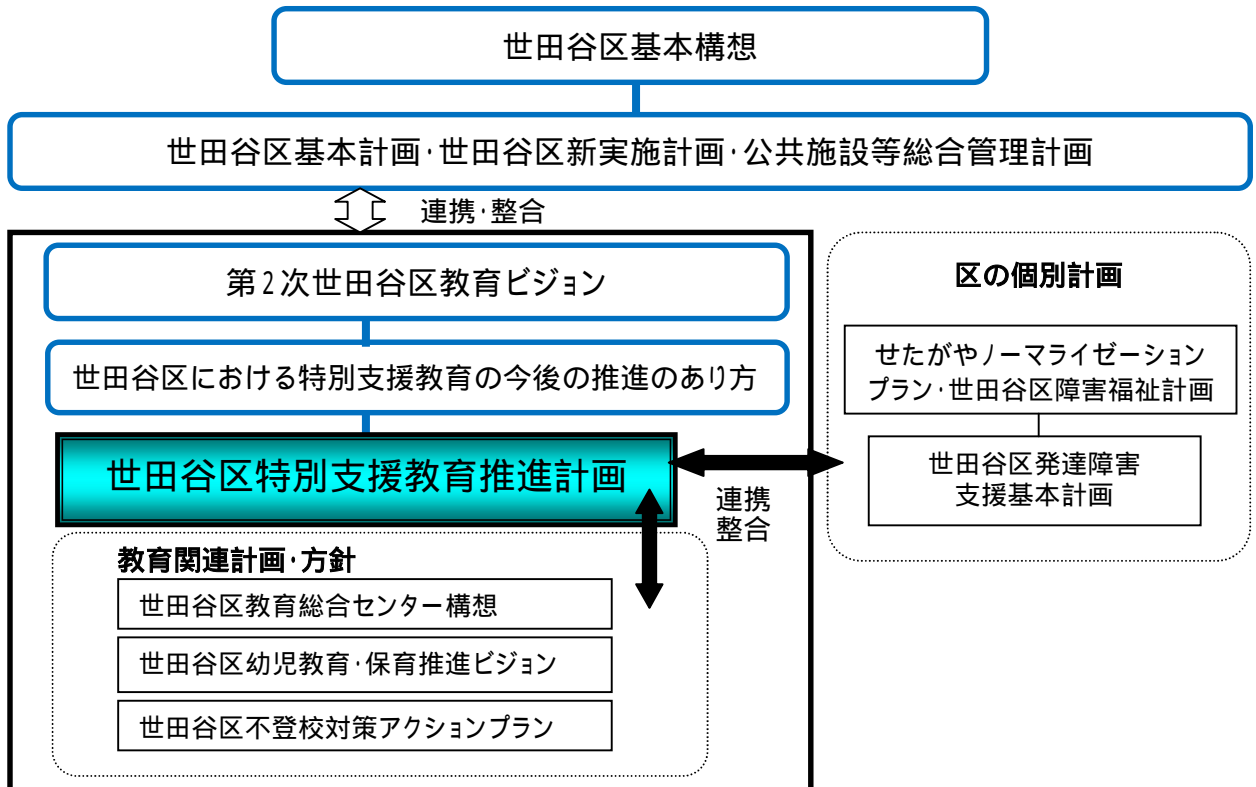 世田谷区基本構想
世田谷区基本計画・世田谷区新実施計画・公共施設等総合管理計画
連携・整合
第2次世田谷区教育ビジョン
世田谷区における特別支援教育の今後の推進のあり方
世田谷区特別支援教育推進計画
連携
整合
教育関連計画・方針
世田谷区教育総合センター構想
世田谷区幼児教育・保育推進ビジョン
世田谷区不登校対策アクションプラン
区の個別計画
せたがやノーマライゼーション
プラン・世田谷区障害福祉計画
世田谷区発達障害
支援基本計画